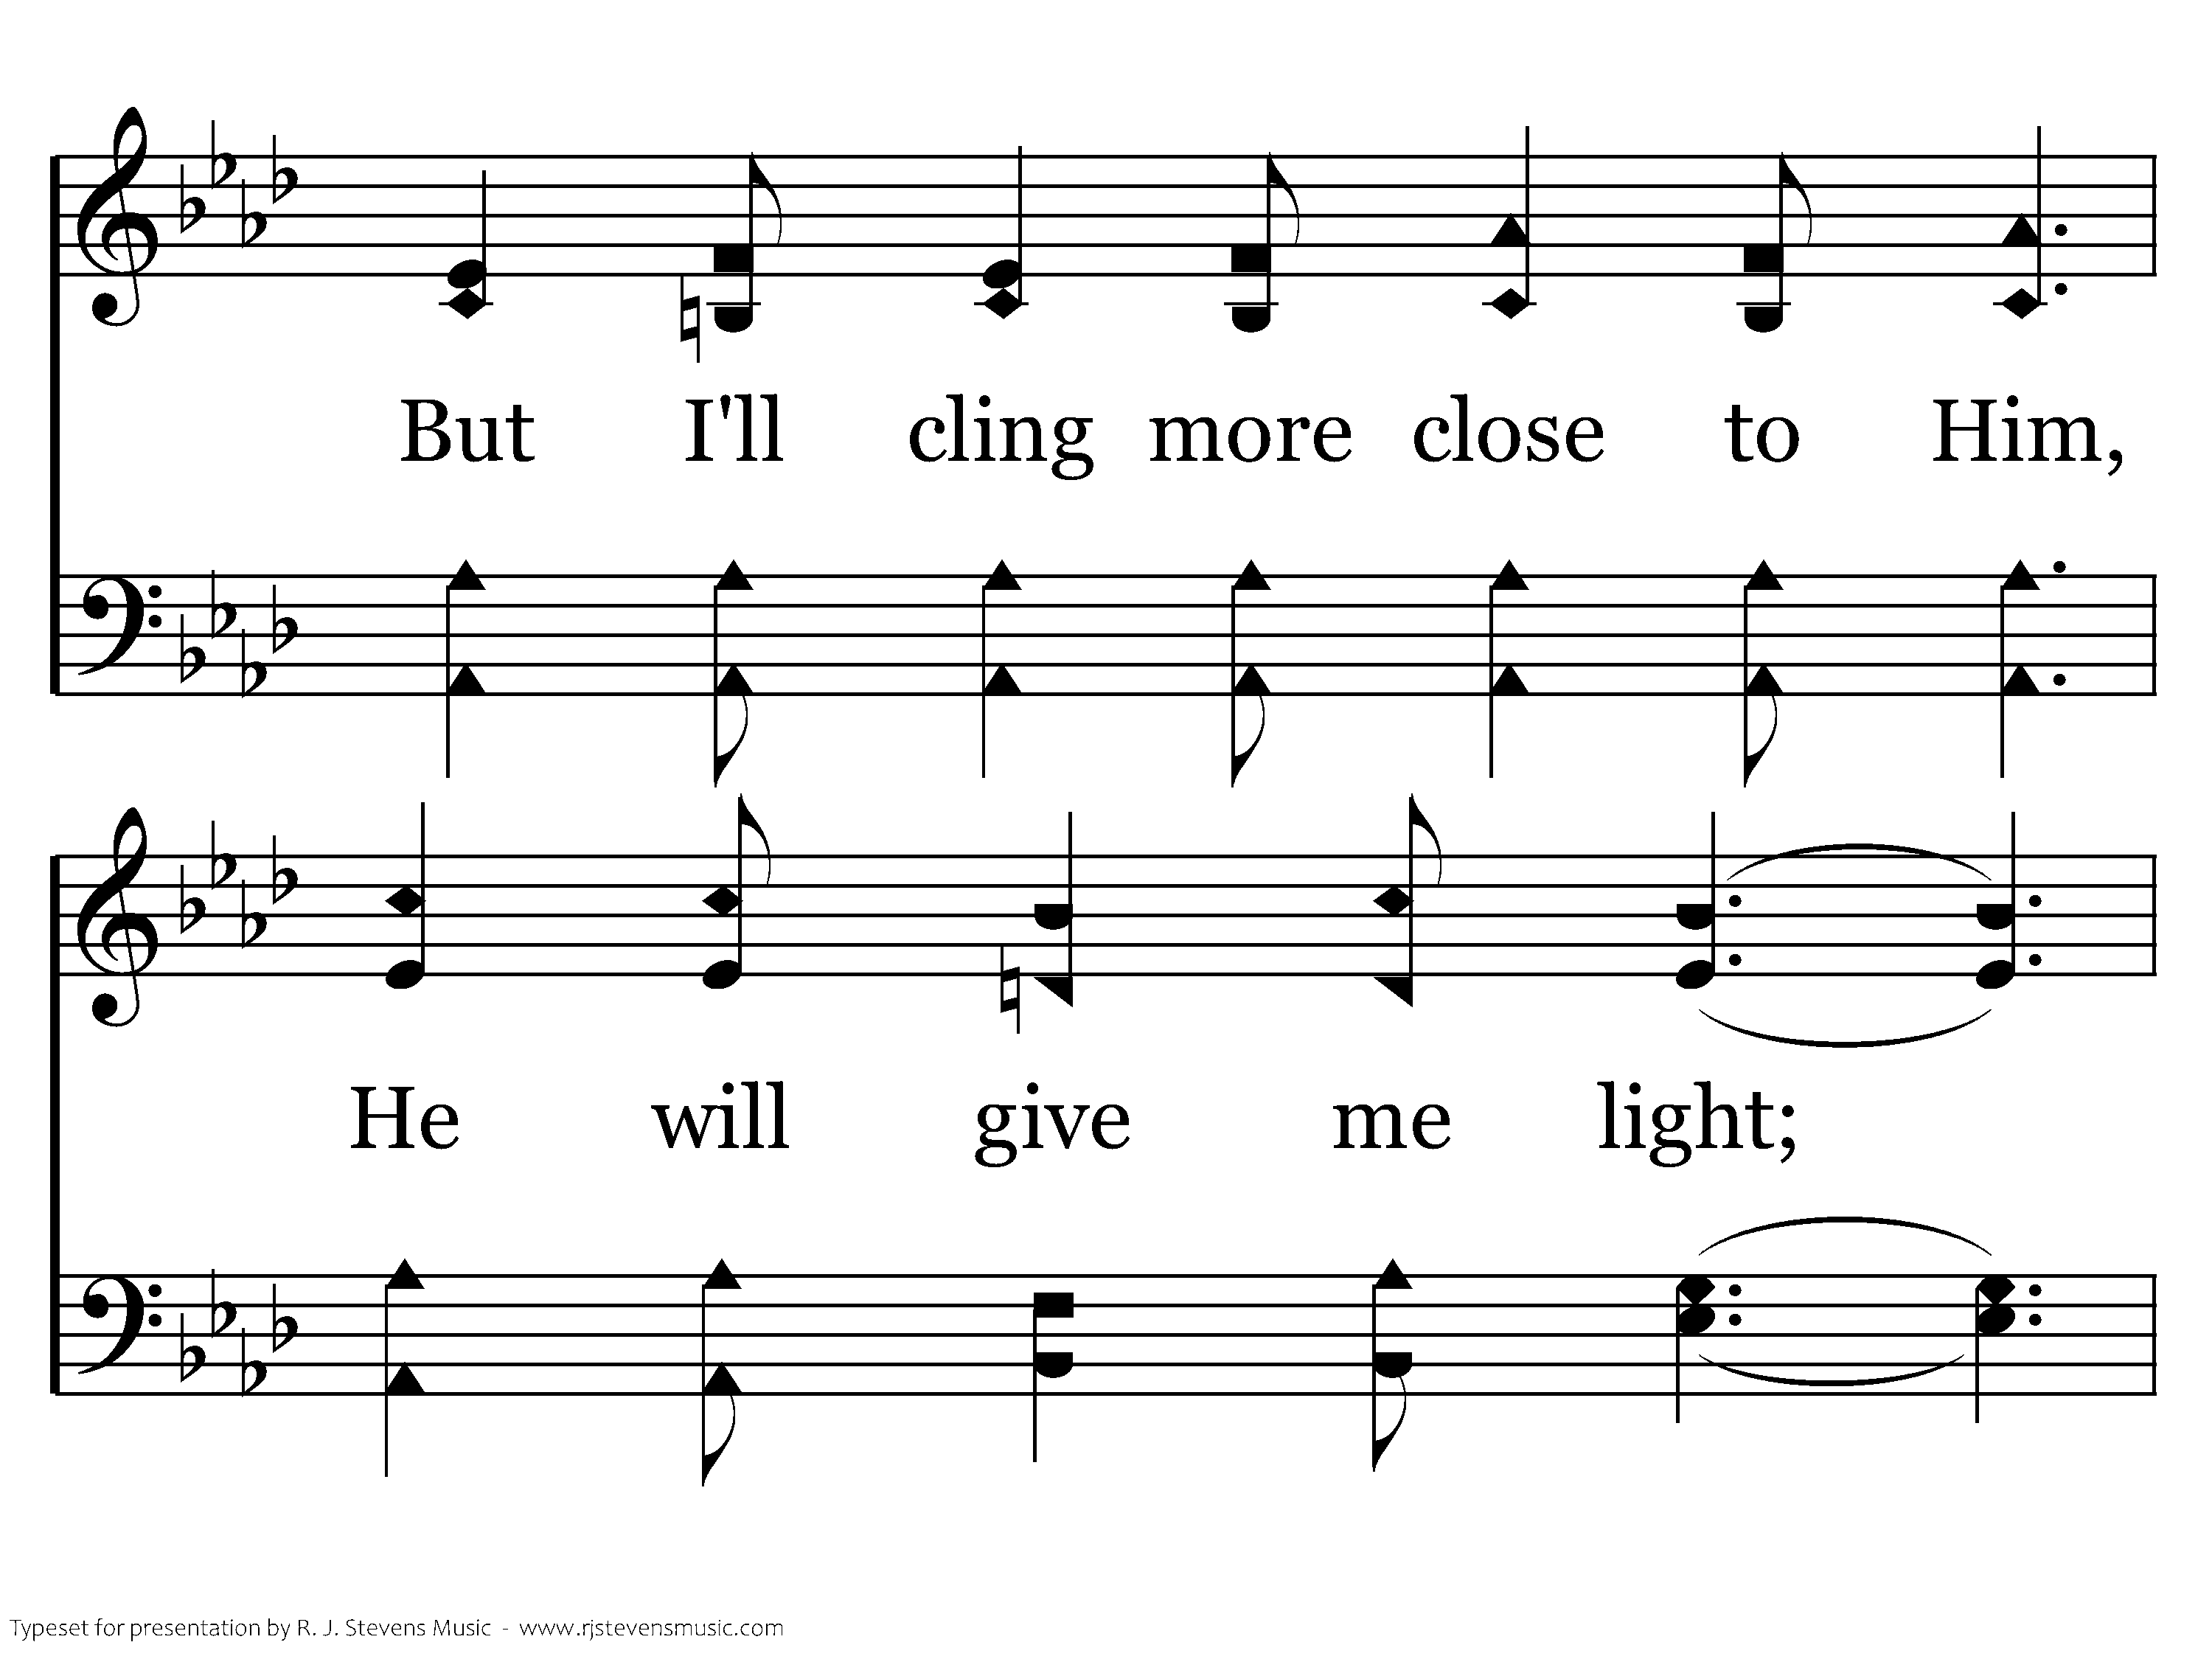 But I'll cling more close to Him,
He will give me light;
Typeset for presentation by R. J. Stevens Music - www.rjstevensmusic.com